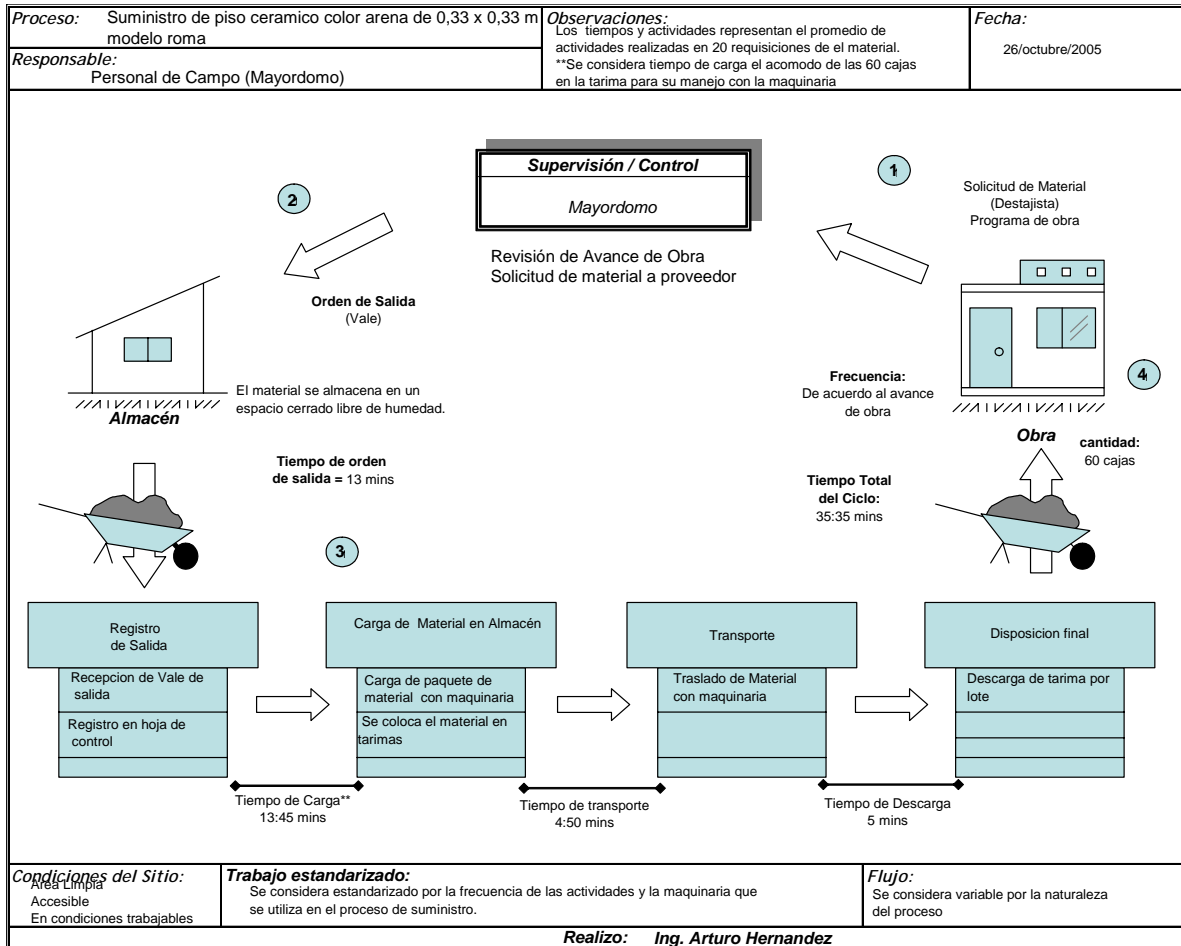 Proceso: Suministro de piso ceramico color arena de 0,33 x 0,33 m
modelo roma
Responsable:
Personal de Campo (Mayordomo)
Observaciones:
Los tiempos y actividades representan el promedio de
actividades realizadas en 20 requisiciones de el material.
**Se considera tiempo de carga el acomodo de las 60 cajas
en la tarima para su manejo con la maquinaria
Fecha:
26/octubre/2005
Supervisión / Control
Mayordomo
Revisión de Avance de Obra
Solicitud de material a proveedor
1
Solicitud de Material
(Destajista)
Programa de obra
2
Orden de Salida
(Vale)
El material se almacena en un
espacio cerrado libre de humedad.
Almacén
Frecuencia:
De acuerdo al avance
de obra
4
Obra
cantidad:
60 cajas
Tiempo de orden
de salida = 13 mins
Tiempo Total
del Ciclo:
35:35 mins
3
Registro
de Salida
Recepcion de Vale de
salida
Registro en hoja de
control
Carga de Material en Almacén
Carga de paquete de
material con maquinaria
Se coloca el material en
tarimas
Transporte
Traslado de Material
con maquinaria
Disposicion final
Descarga de tarima por
lote
Tiempo de Carga**
13:45 mins
Tiempo de transporte
4:50 mins
Tiempo de Descarga
5 mins
Condiciones del Sitio:
Area Limpia
Accesible
En condiciones trabajables
Trabajo estandarizado:
Se considera estandarizado por la frecuencia de las actividades y la maquinaria que
se utiliza en el proceso de suministro.
Flujo:
Se considera variable por la naturaleza
del proceso
Realizo: Ing. Arturo Hernandez